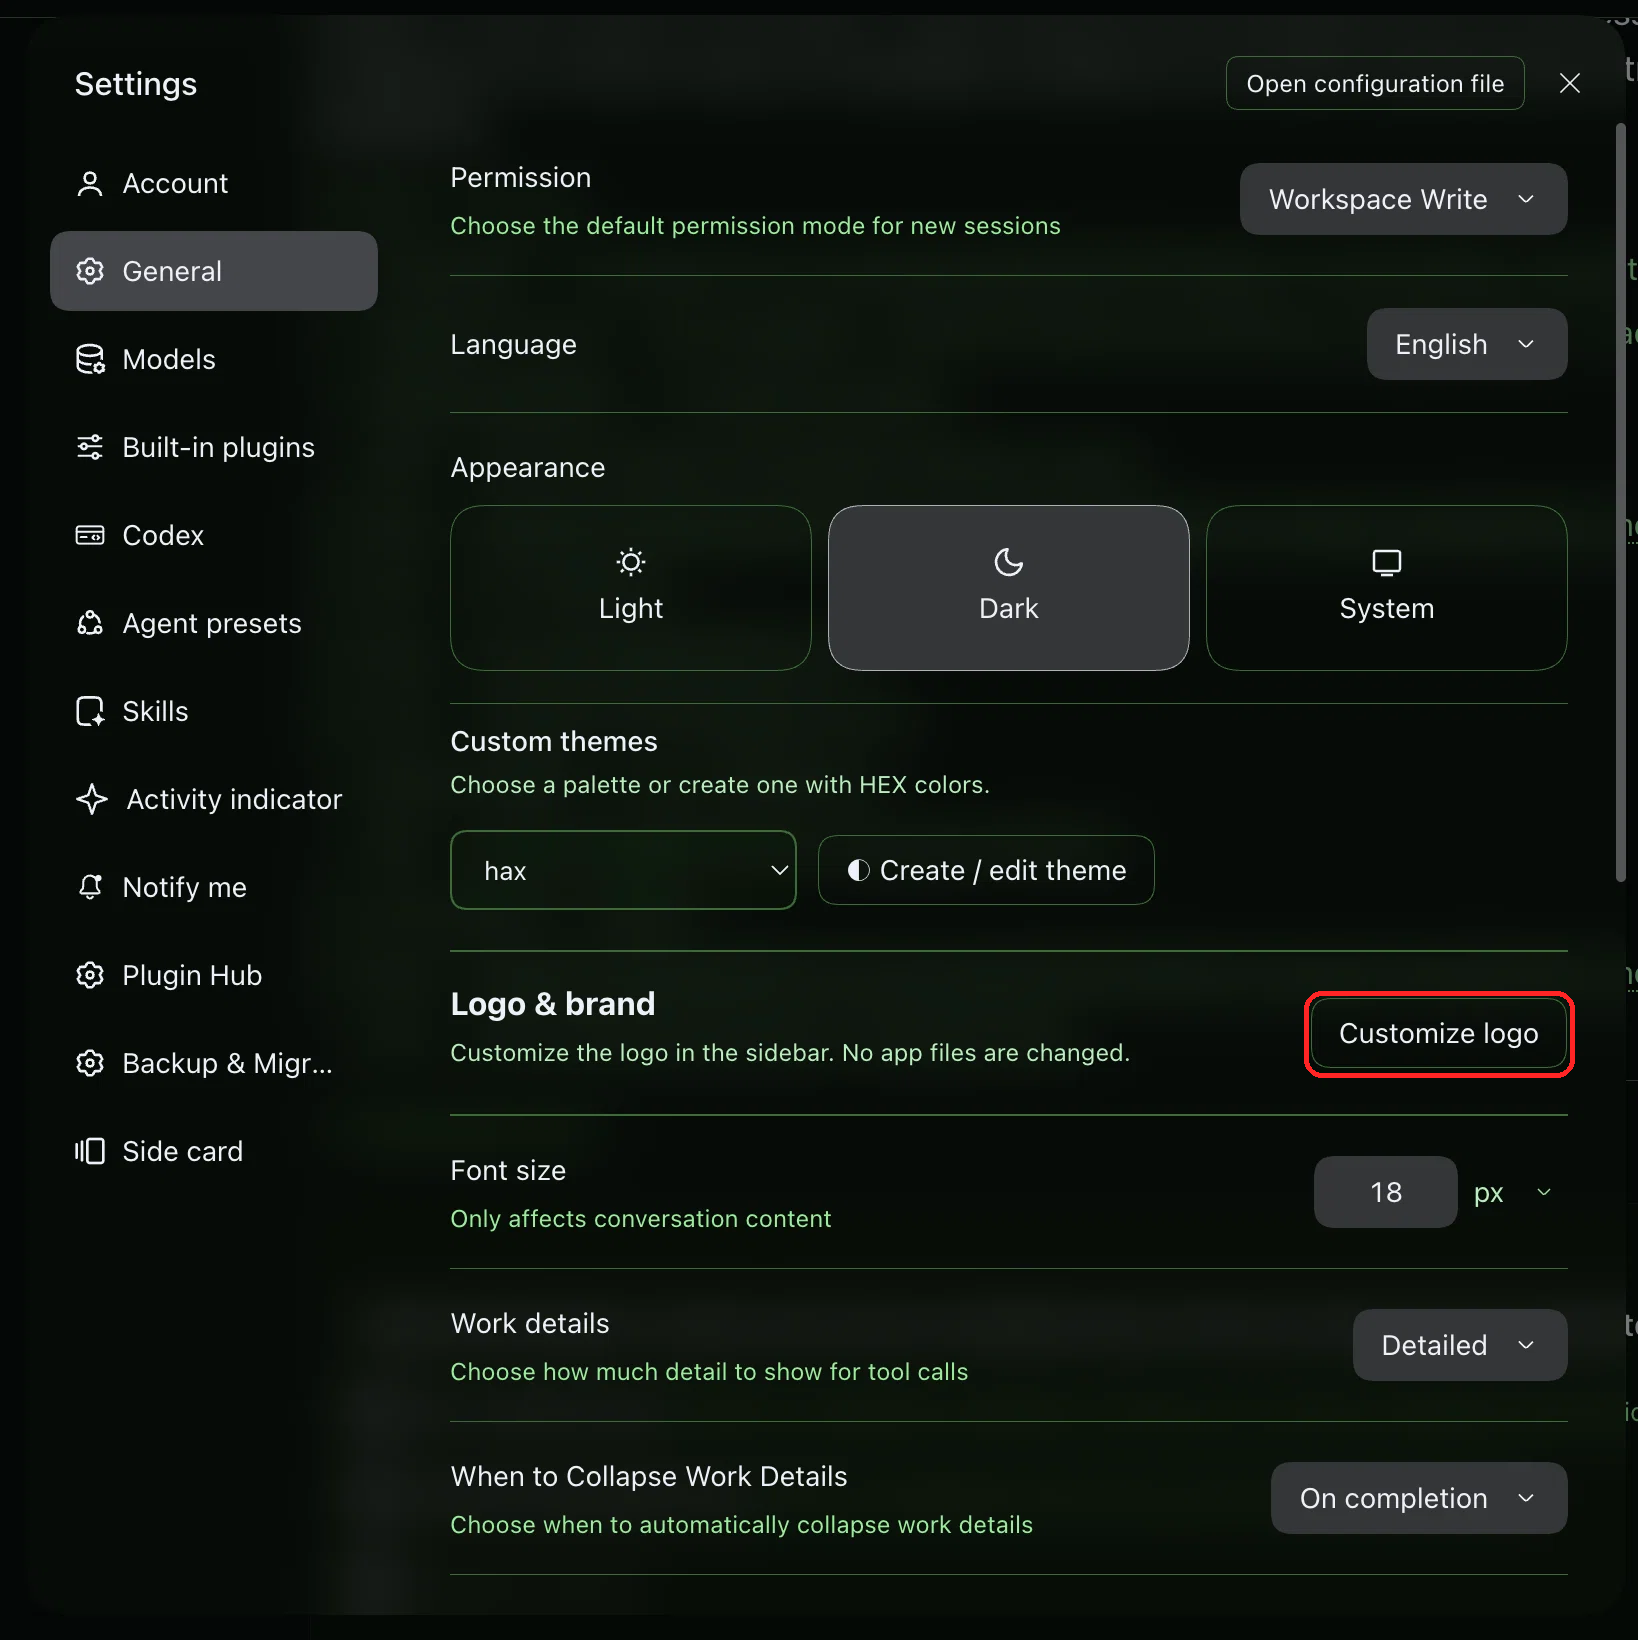 Settings
Open configuration file
Account
General
Models
Built-in plugins
Codex
Agent presets
Skills
Activity indicator
Notify me
Plugin Hub
Backup & Migr...
Side card
Permission
Choose the default permission mode for new sessions
Workspace Write
Language
English
Appearance
Light
Dark
System
Custom themes
Choose a palette or create one with HEX colors.
hax
Create / edit theme
Logo & brand
Customize the logo in the sidebar. No app files are changed.
Customize logo
Font size
Only affects conversation content
18
px
Work details
Choose how much detail to show for tool calls
Detailed
When to Collapse Work Details
Choose when to automatically collapse work details
On completion